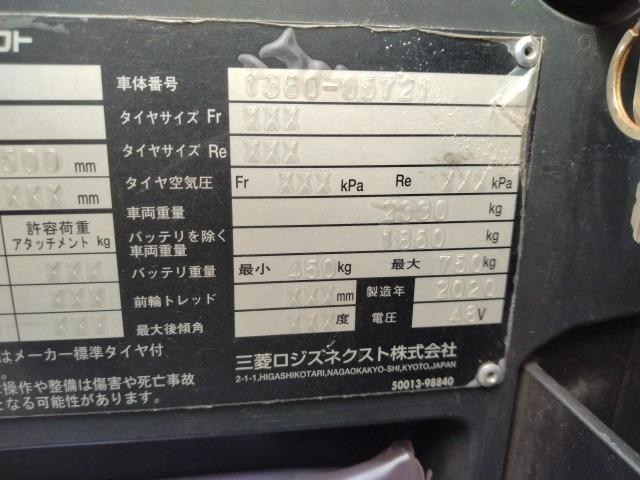 車体番号 1360-05721
タイヤサイズ Fr XXX
タイヤサイズ Re XXX
500 mm
タイヤ空気圧 Fr XXX kPa Re XXX kPa
XXX mm
車両重量 2330 kg
許容荷重
アタッチメント kg
バッテリを除く
車両重量 1860 kg
XXX
バッテリ重量 最小 450kg 最大 750kg
XXX
前輪トレッド XXX mm 製造年 2020
XXX
最大後傾角 XXX 度 電圧 48V
はメーカー標準タイヤ付
三菱ロジスネクスト株式会社
2-1-1,HIGASHIKOTARI,NAGAOKAKYO-SHI,KYOTO,JAPAN
操作や整備は傷害や死亡事故
となる可能性があります。
50013-98840